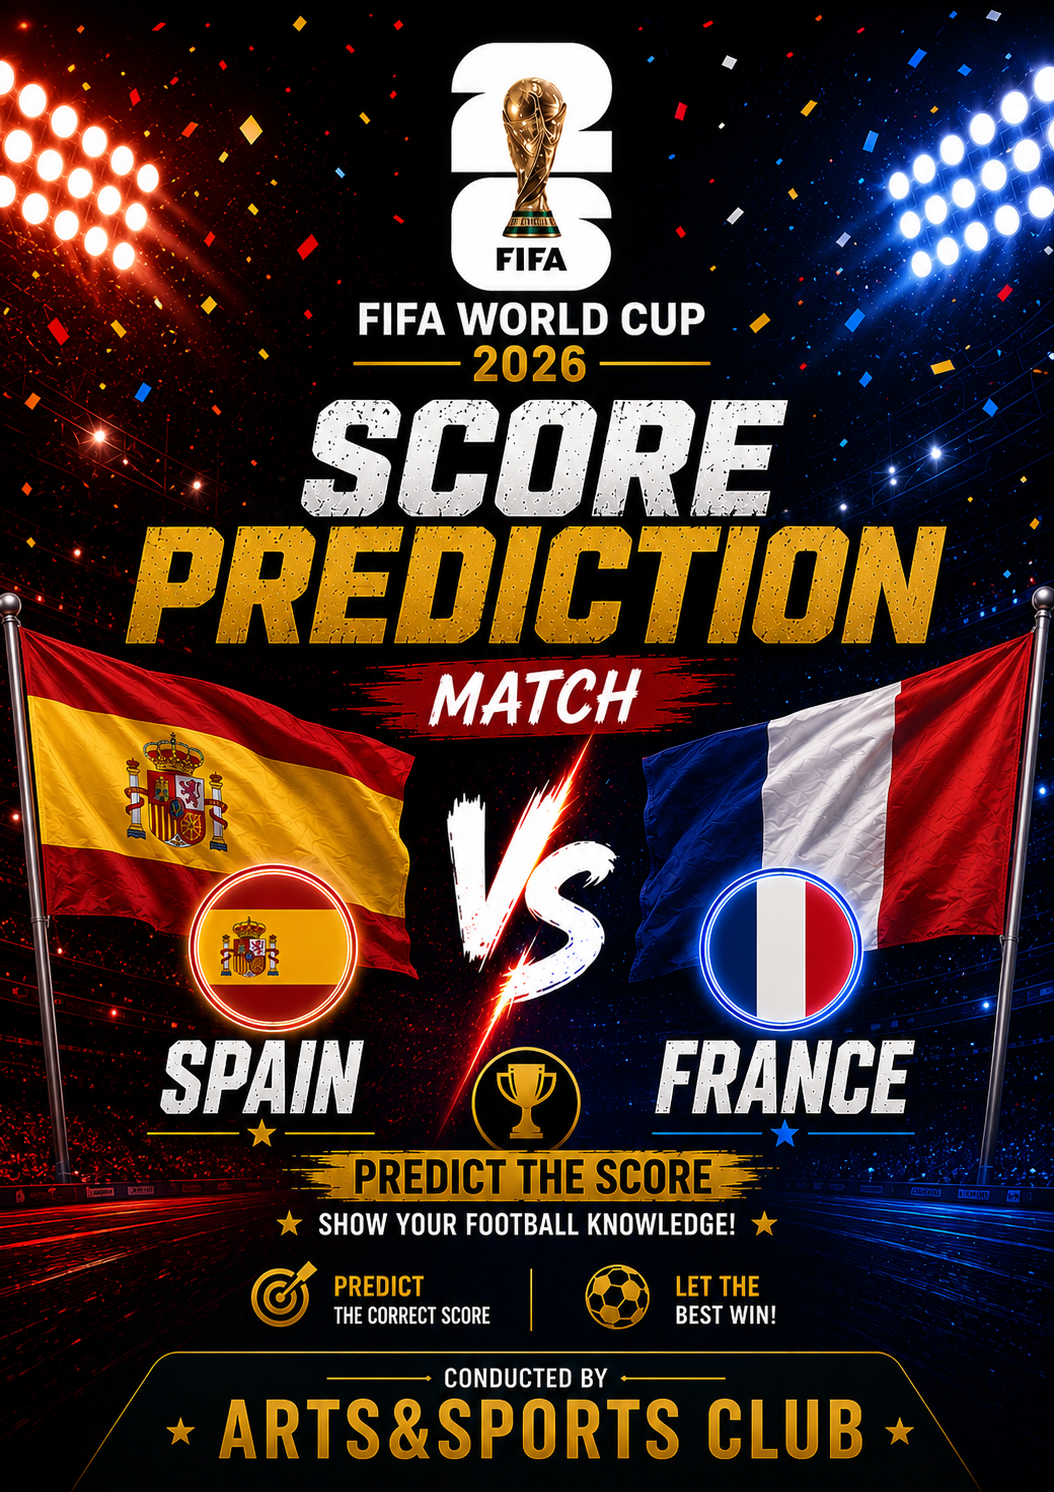 26
FIFA
FIFA WORLD CUP
2026
SCORE
PREDICTION
MATCH
VS
SPAIN
FRANCE
PREDICT THE SCORE
SHOW YOUR FOOTBALL KNOWLEDGE!
PREDICT
THE CORRECT SCORE
LET THE
BEST WIN!
CONDUCTED BY
ARTS&SPORTS CLUB